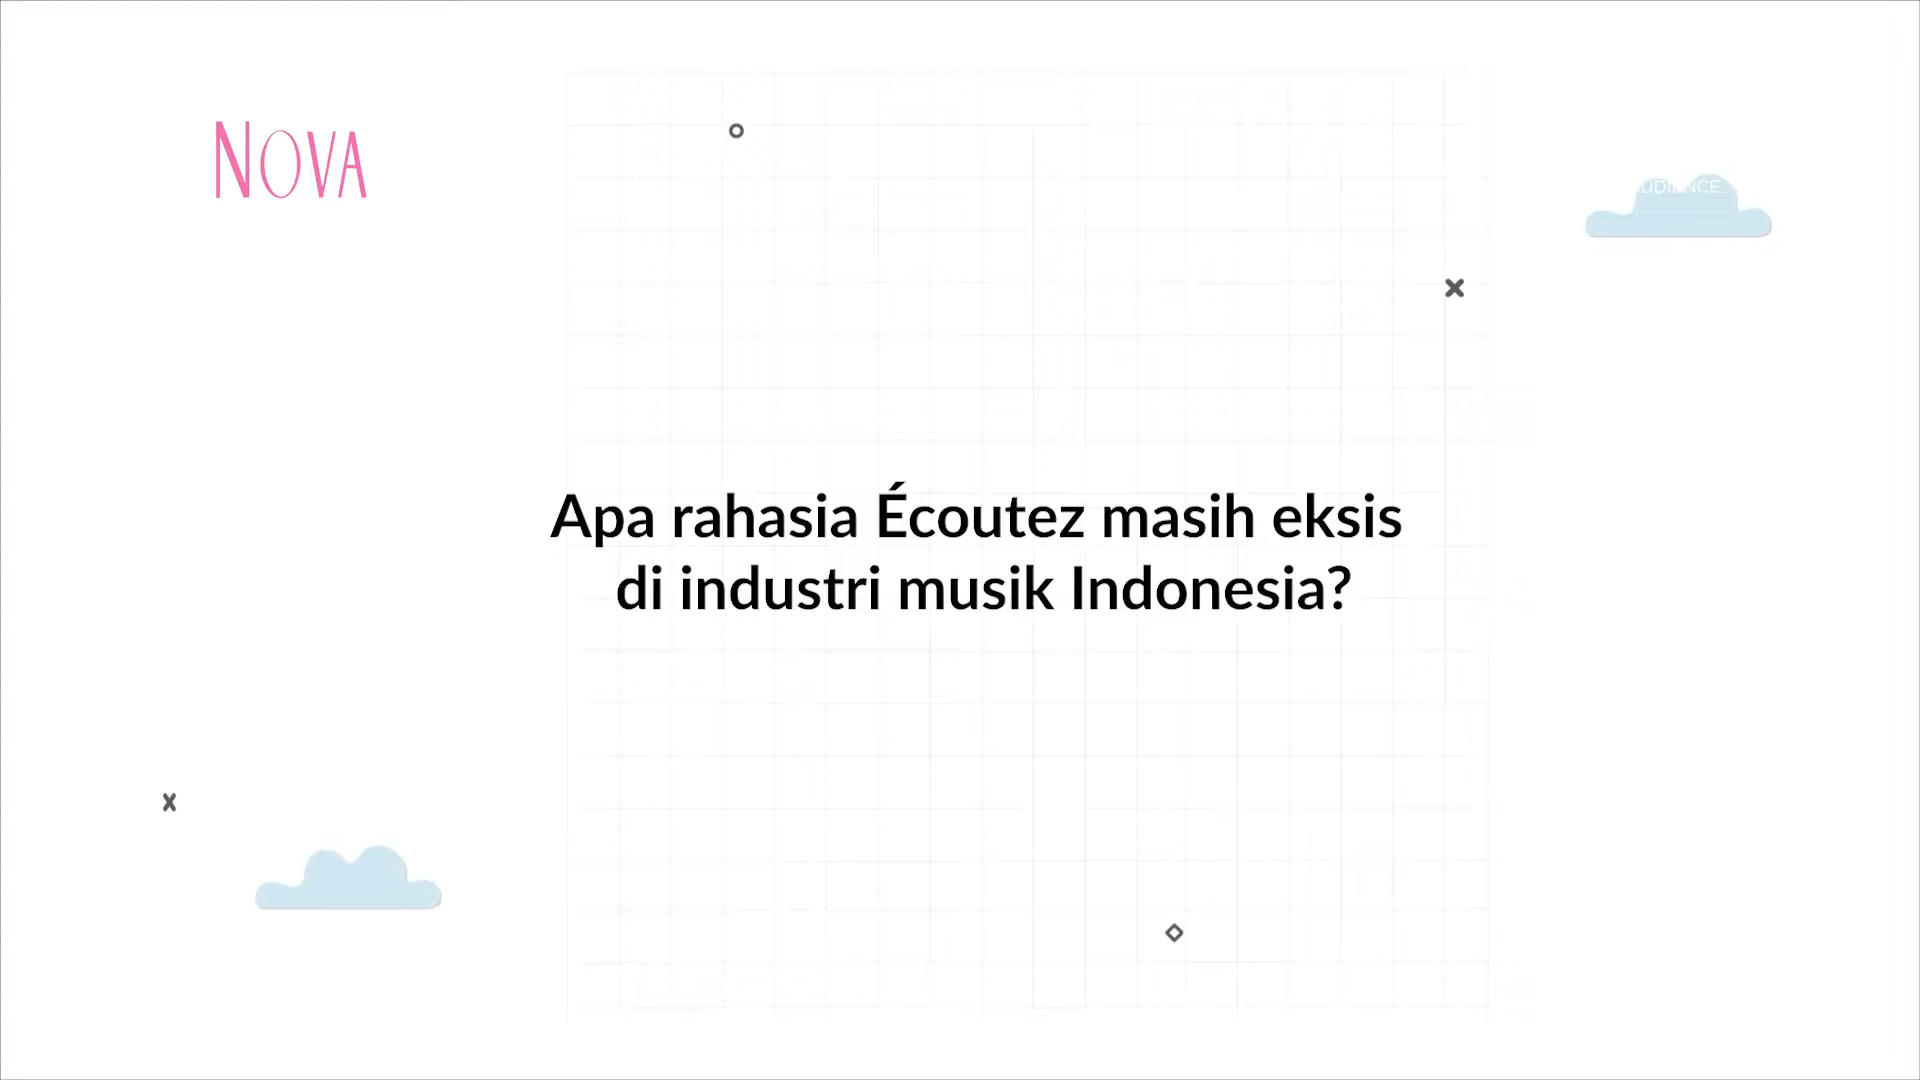 NOVA
Apa rahasia Écoutez masih eksis
di industri musik Indonesia?